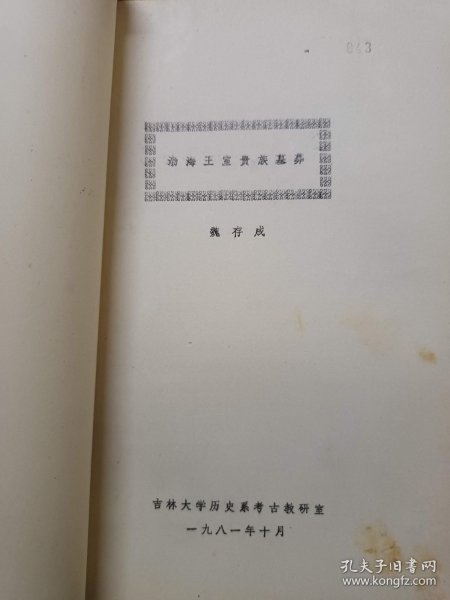 043
渤海王室贵族墓葬
魏存成
吉林大学历史系考古教研室
一九八一年十月
孔夫子旧书网
www.kongfz.com